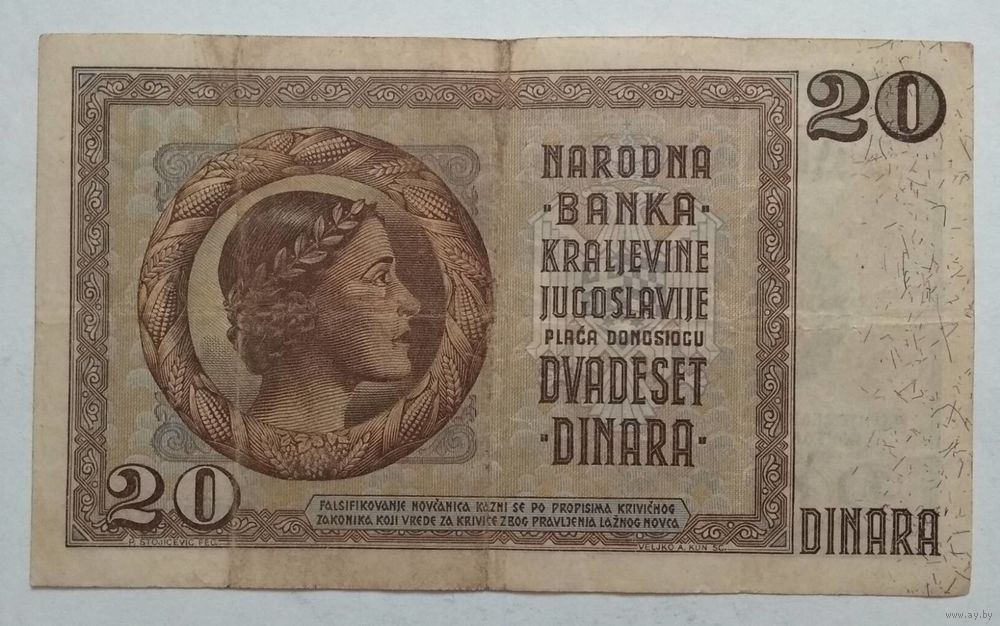 20
NARODNA
BANKA
KRALJEVINE
JUGOSLAVIJE
PLAĆA DONOSIOCU
DVADESET
DINARA
20
FALSIFIKOVANJE NOVČANICA KAZNI SE PO PROPISIMA KRIVIČNOG
ZAKONIKA KOJI VREDE ZA KRIVICE ZBOG PRAVLJENJA LAŽNOG NOVCA
DINARA
P. STOJIĆEVIĆ FEC.
VELJKO A. KUN SC.
www.ay.by